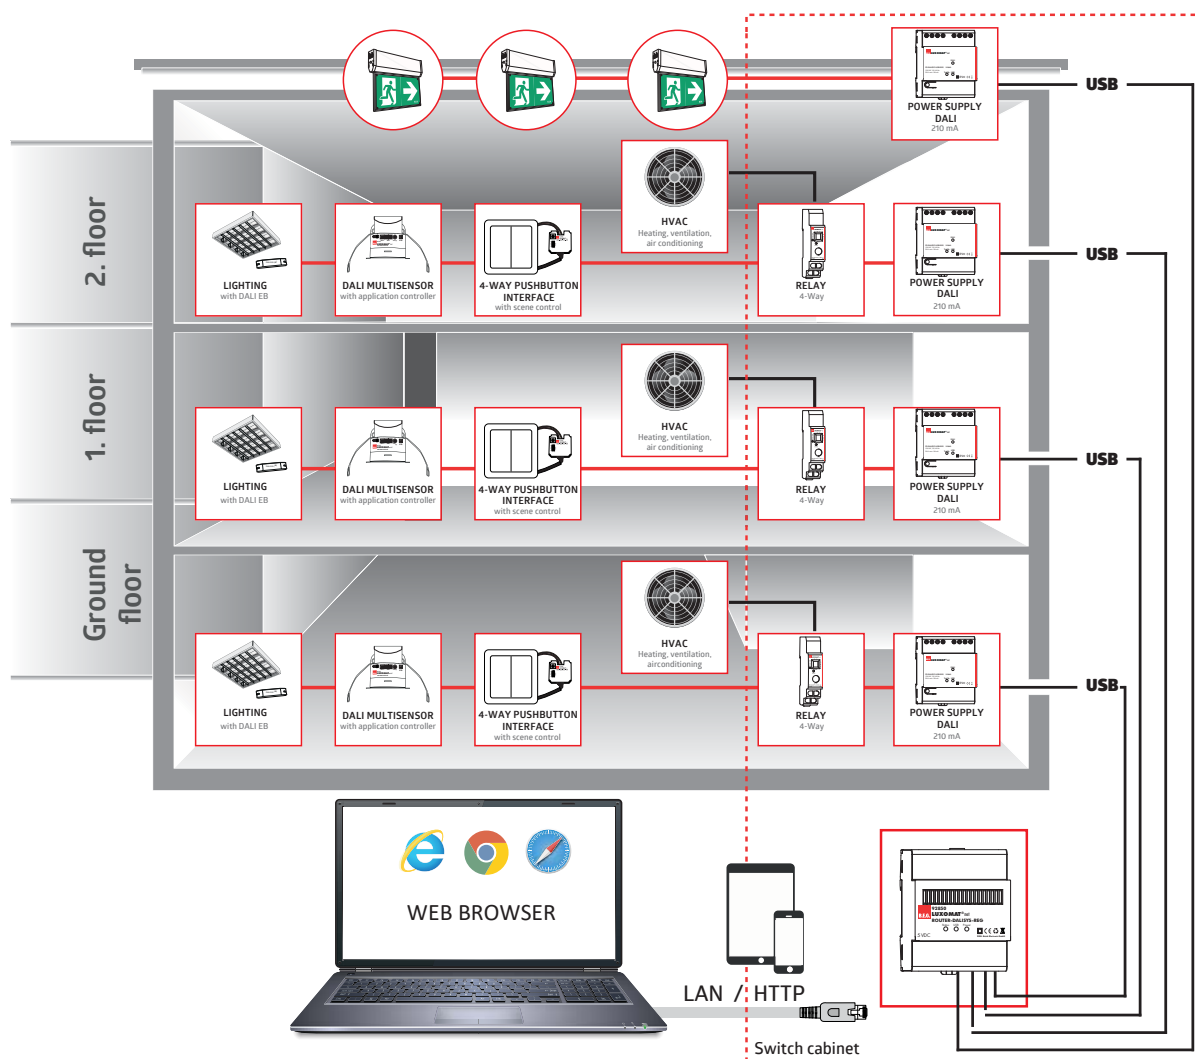 USB
POWER SUPPLY
DALI
210 mA
2. floor
HVAC
Heating, ventilation,
air conditioning
LIGHTING
with DALI EB
DALI MULTISENSOR
with application controller
4-WAY PUSHBUTTON
INTERFACE
with scene control
RELAY
4-Way
POWER SUPPLY
DALI
210 mA
USB
1. floor
HVAC
Heating, ventilation,
air conditioning
LIGHTING
with DALI EB
DALI MULTISENSOR
with application controller
4-WAY PUSHBUTTON
INTERFACE
with scene control
RELAY
4-Way
POWER SUPPLY
DALI
210 mA
USB
Ground
floor
HVAC
Heating, ventilation,
airconditioning
LIGHTING
with DALI EB
DALI MULTISENSOR
with application controller
4-WAY PUSHBUTTON
INTERFACE
with scene control
RELAY
4-Way
POWER SUPPLY
DALI
210 mA
USB
WEB BROWSER
B.E.G.
92850
LUXOMAT® net
ROUTER-DALISYS-REG
5 VDC
LAN / HTTP
Switch cabinet